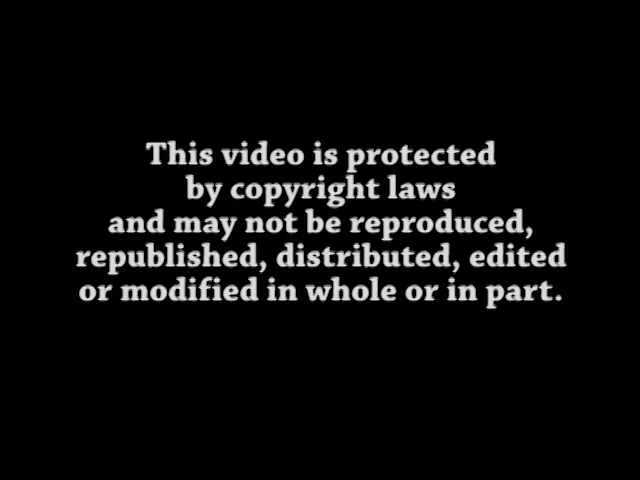 This video is protected
by copyright laws
and may not be reproduced,
republished, distributed, edited
or modified in whole or in part.